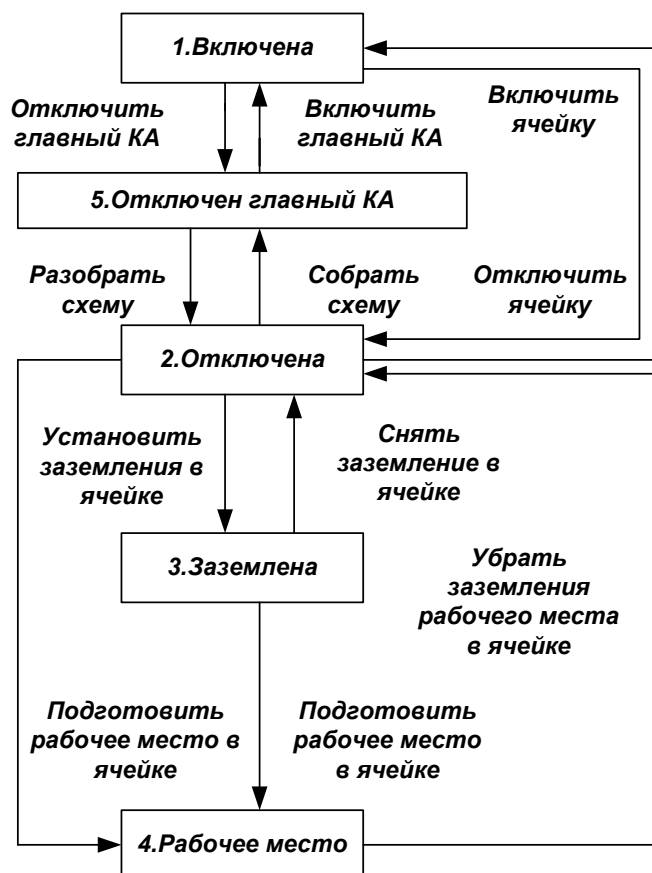 1.Включена
Отключить
главный КА
Включить
главный КА
Включить
ячейку
5.Отключен главный КА
Разобрать
схему
Собрать
схему
Отключить
ячейку
2.Отключена
Установить
заземления в
ячейке
Снять
заземление в
ячейке
3.Заземлена
Убрать
заземления
рабочего места
в ячейке
Подготовить
рабочее место в
ячейке
Подготовить
рабочее место
в ячейке
4.Рабочее место